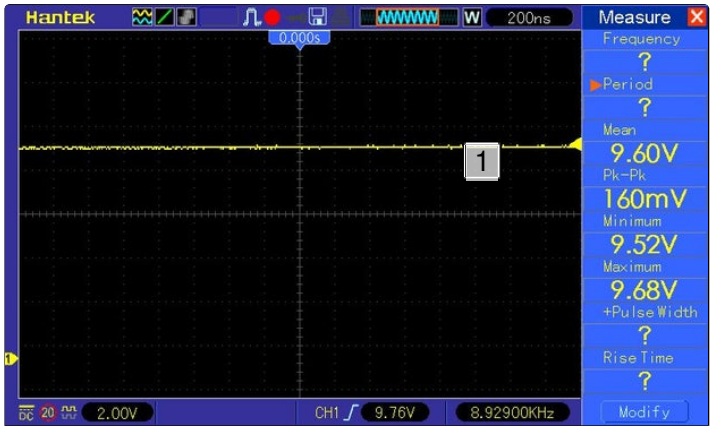 Hantek W 200ns Measure X
0.000s
Frequency
?
Period
?
Mean
9.60V
Pk-Pk
160mV
Minimum
9.52V
Maximum
9.68V
+Pulse Width
?
Rise Time
?
1
1
DC 20 2.00V CH1 9.76V 8.92900KHz Modify